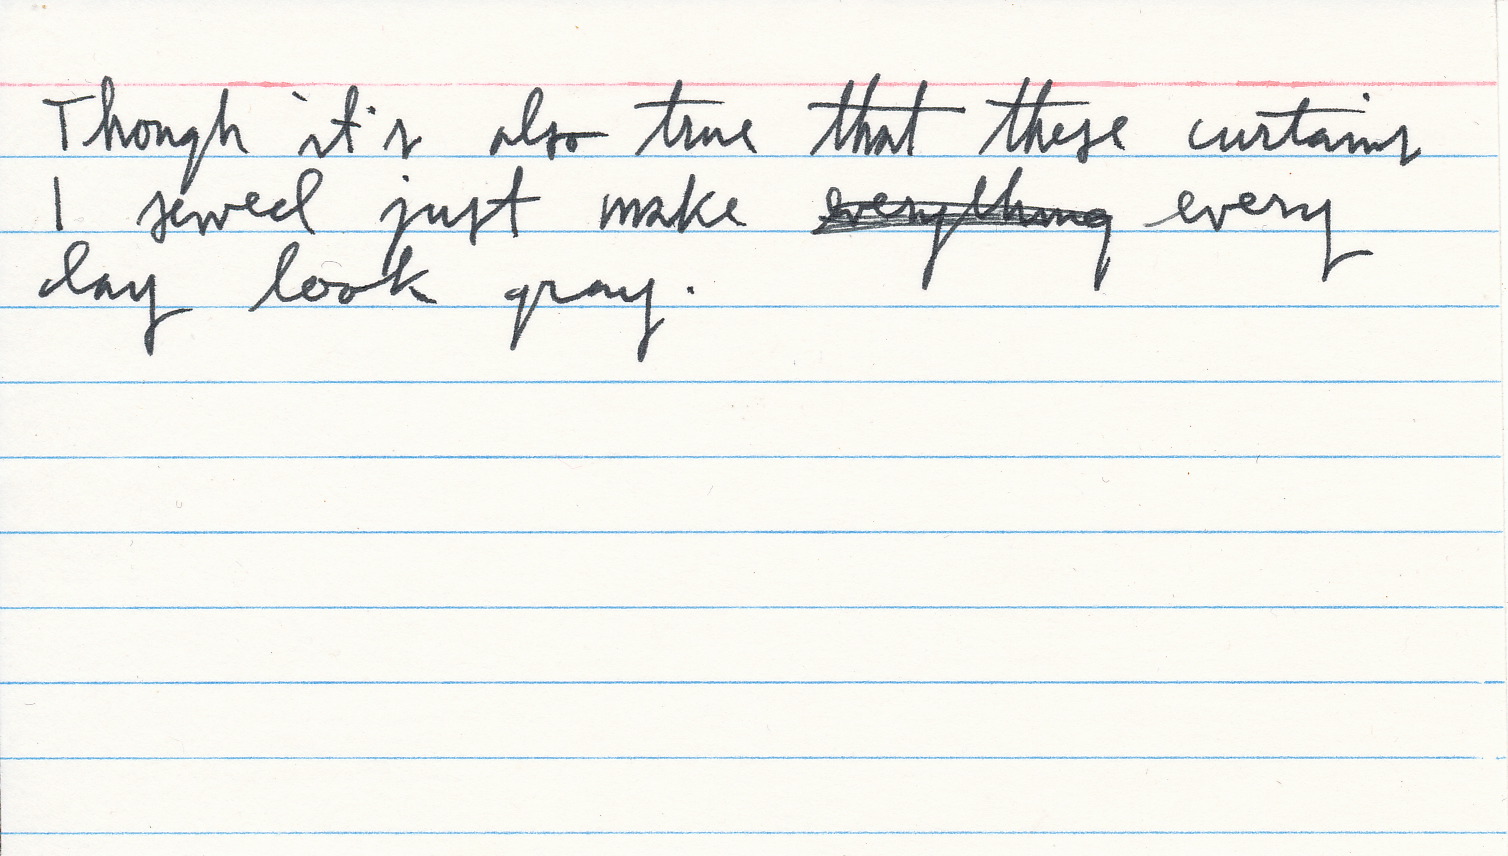 Though it's also true that these curtains
I sewed just make everything every
day look gray.